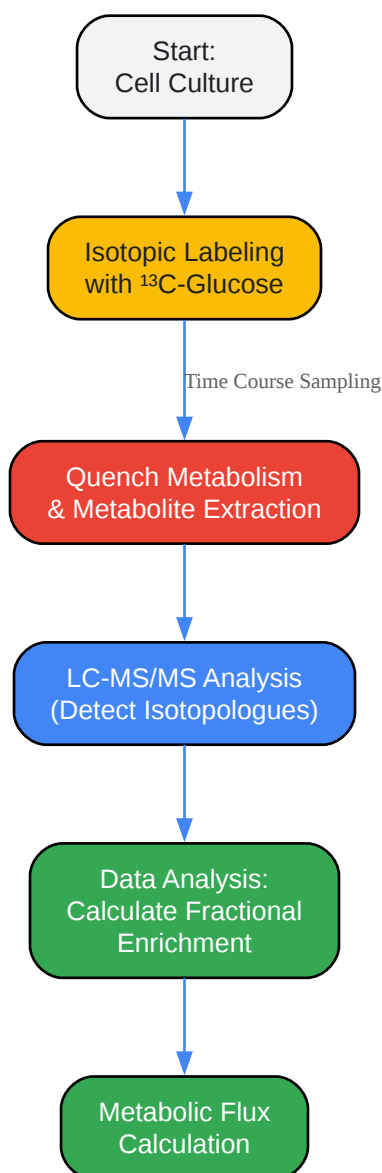 Start:
Cell Culture
Isotopic Labeling
with ¹³C-Glucose
Time Course Sampling
Quench Metabolism
& Metabolite Extraction
LC-MS/MS Analysis
(Detect Isotopologues)
Data Analysis:
Calculate Fractional
Enrichment
Metabolic Flux
Calculation